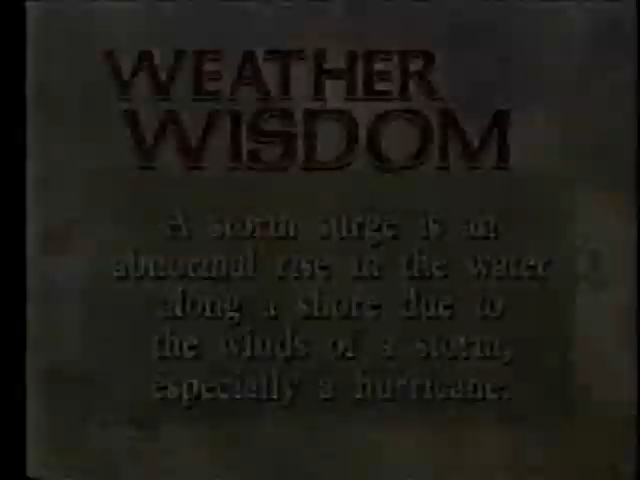 WEATHER
WISDOM
A storm surge is an
abnormal rise in the water
along a shore due to
the winds of a storm,
especially a hurricane.